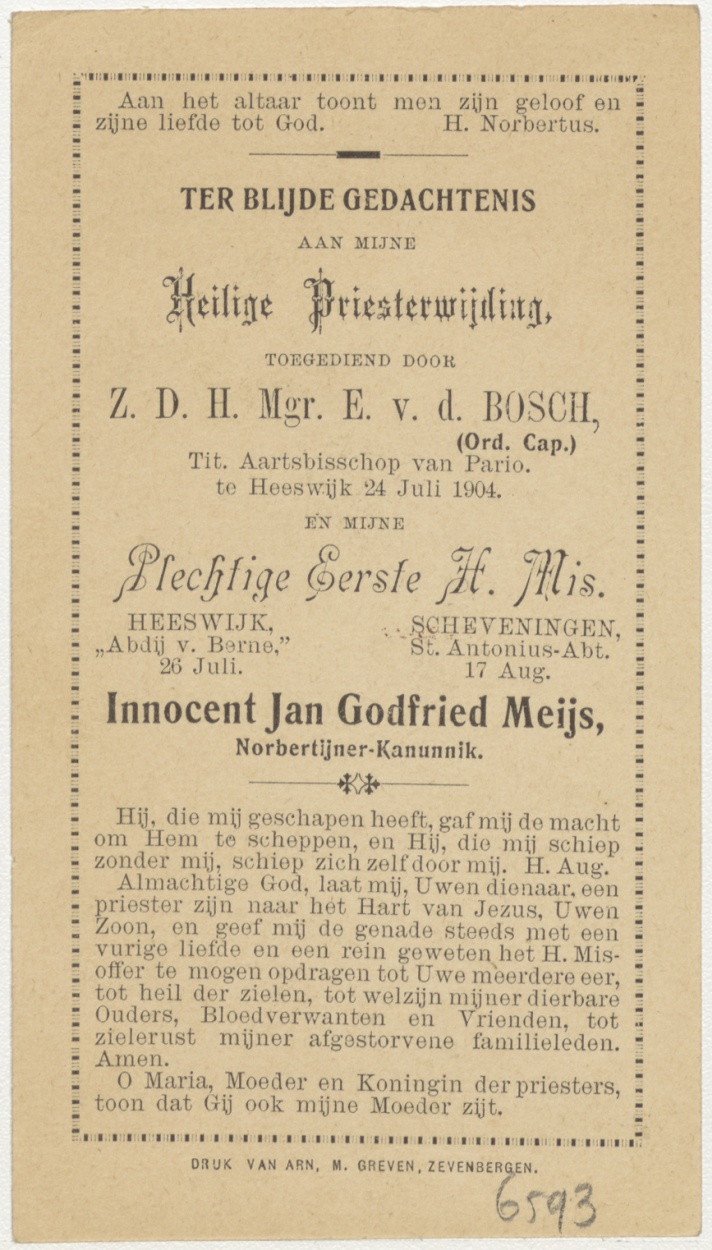 Aan het altaar toont men zijn geloof en
zijne liefde tot God. H. Norbertus.
TER BLIJDE GEDACHTENIS
AAN MIJNE
Heilige Priesterwijding,
TOEGEDIEND DOOR
Z. D. H. Mgr. E. v. d. BOSCH,
(Ord. Cap.)
Tit. Aartsbisschop van Pario.
te Heeswijk 24 Juli 1904.
EN MIJNE
Plechtige Eerste H. Mis.
HEESWIJK,
„Abdij v. Berne,”
26 Juli.
SCHEVENINGEN,
St. Antonius-Abt.
17 Aug.
Innocent Jan Godfried Meijs,
Norbertijner-Kanunnik.
Hij, die mij geschapen heeft, gaf mij de macht
om Hem te scheppen, en Hij, die mij schiep
zonder mij, schiep zich zelf door mij. H. Aug.
Almachtige God, laat mij, Uwen dienaar, een
priester zijn naar het Hart van Jezus, Uwen
Zoon, en geef mij de genade steeds met een
vurige liefde en een rein geweten het H. Mis-
offer te mogen opdragen tot Uwe meerdere eer,
tot heil der zielen, tot welzijn mijner dierbare
Ouders, Bloedverwanten en Vrienden, tot
zielerust mijner afgestorvene familieleden.
Amen.
O Maria, Moeder en Koningin der priesters,
toon dat Gij ook mijne Moeder zijt.
DRUK VAN ARN, M. GREVEN, ZEVENBERGEN.
6593